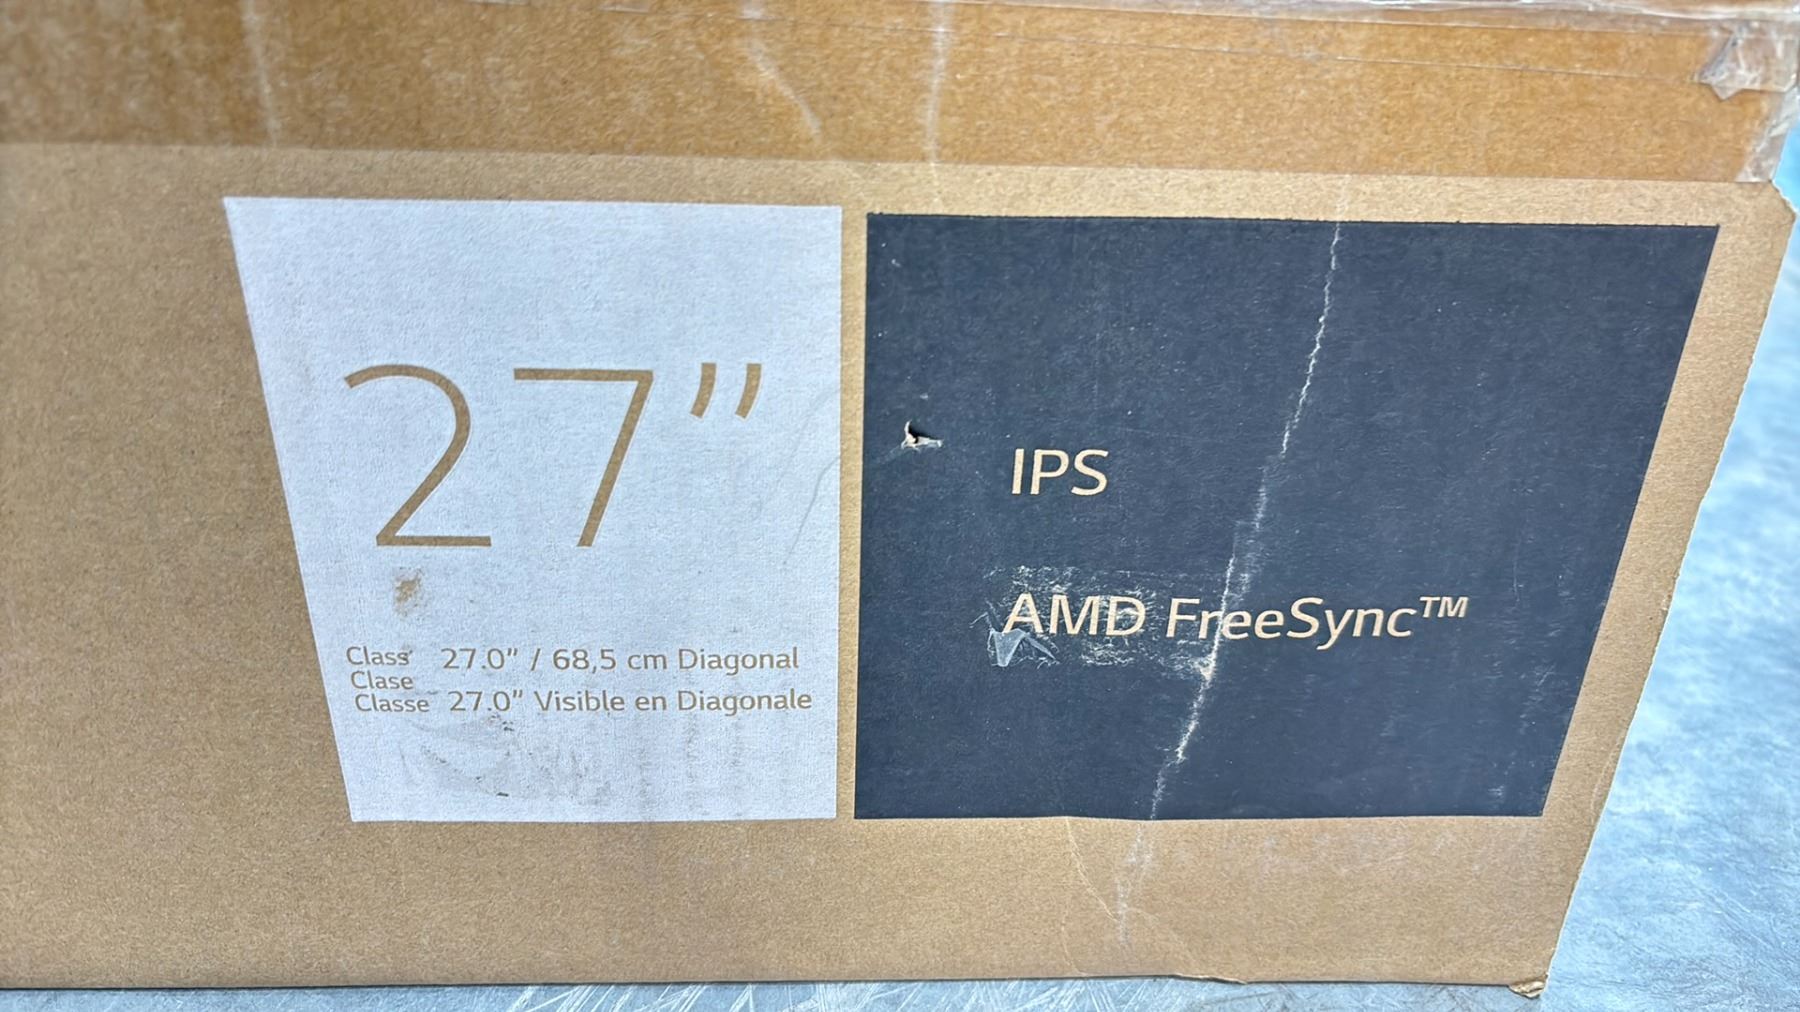 27”
Class 27.0” / 68,5 cm Diagonal
Clase
Classe 27.0” Visible en Diagonale
IPS
AMD FreeSync™